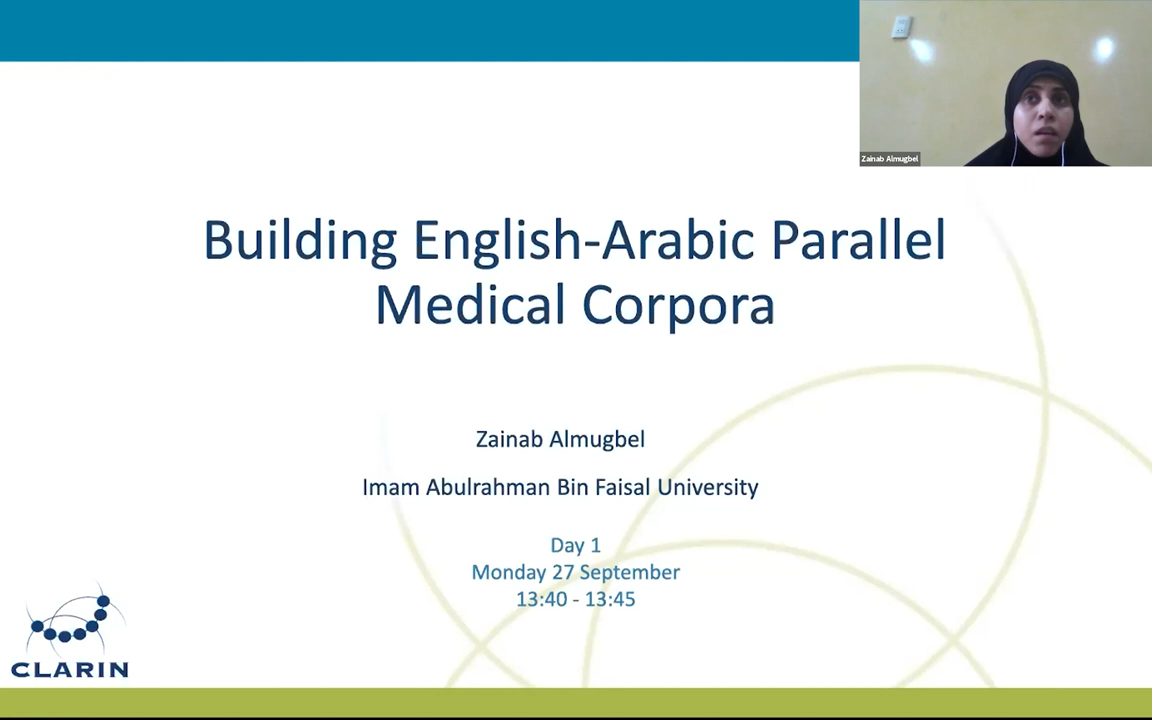 Zainab Almugbel
Building English-Arabic Parallel
Medical Corpora
Zainab Almugbel
Imam Abulrahman Bin Faisal University
Day 1
Monday 27 September
13:40 - 13:45
CLARIN